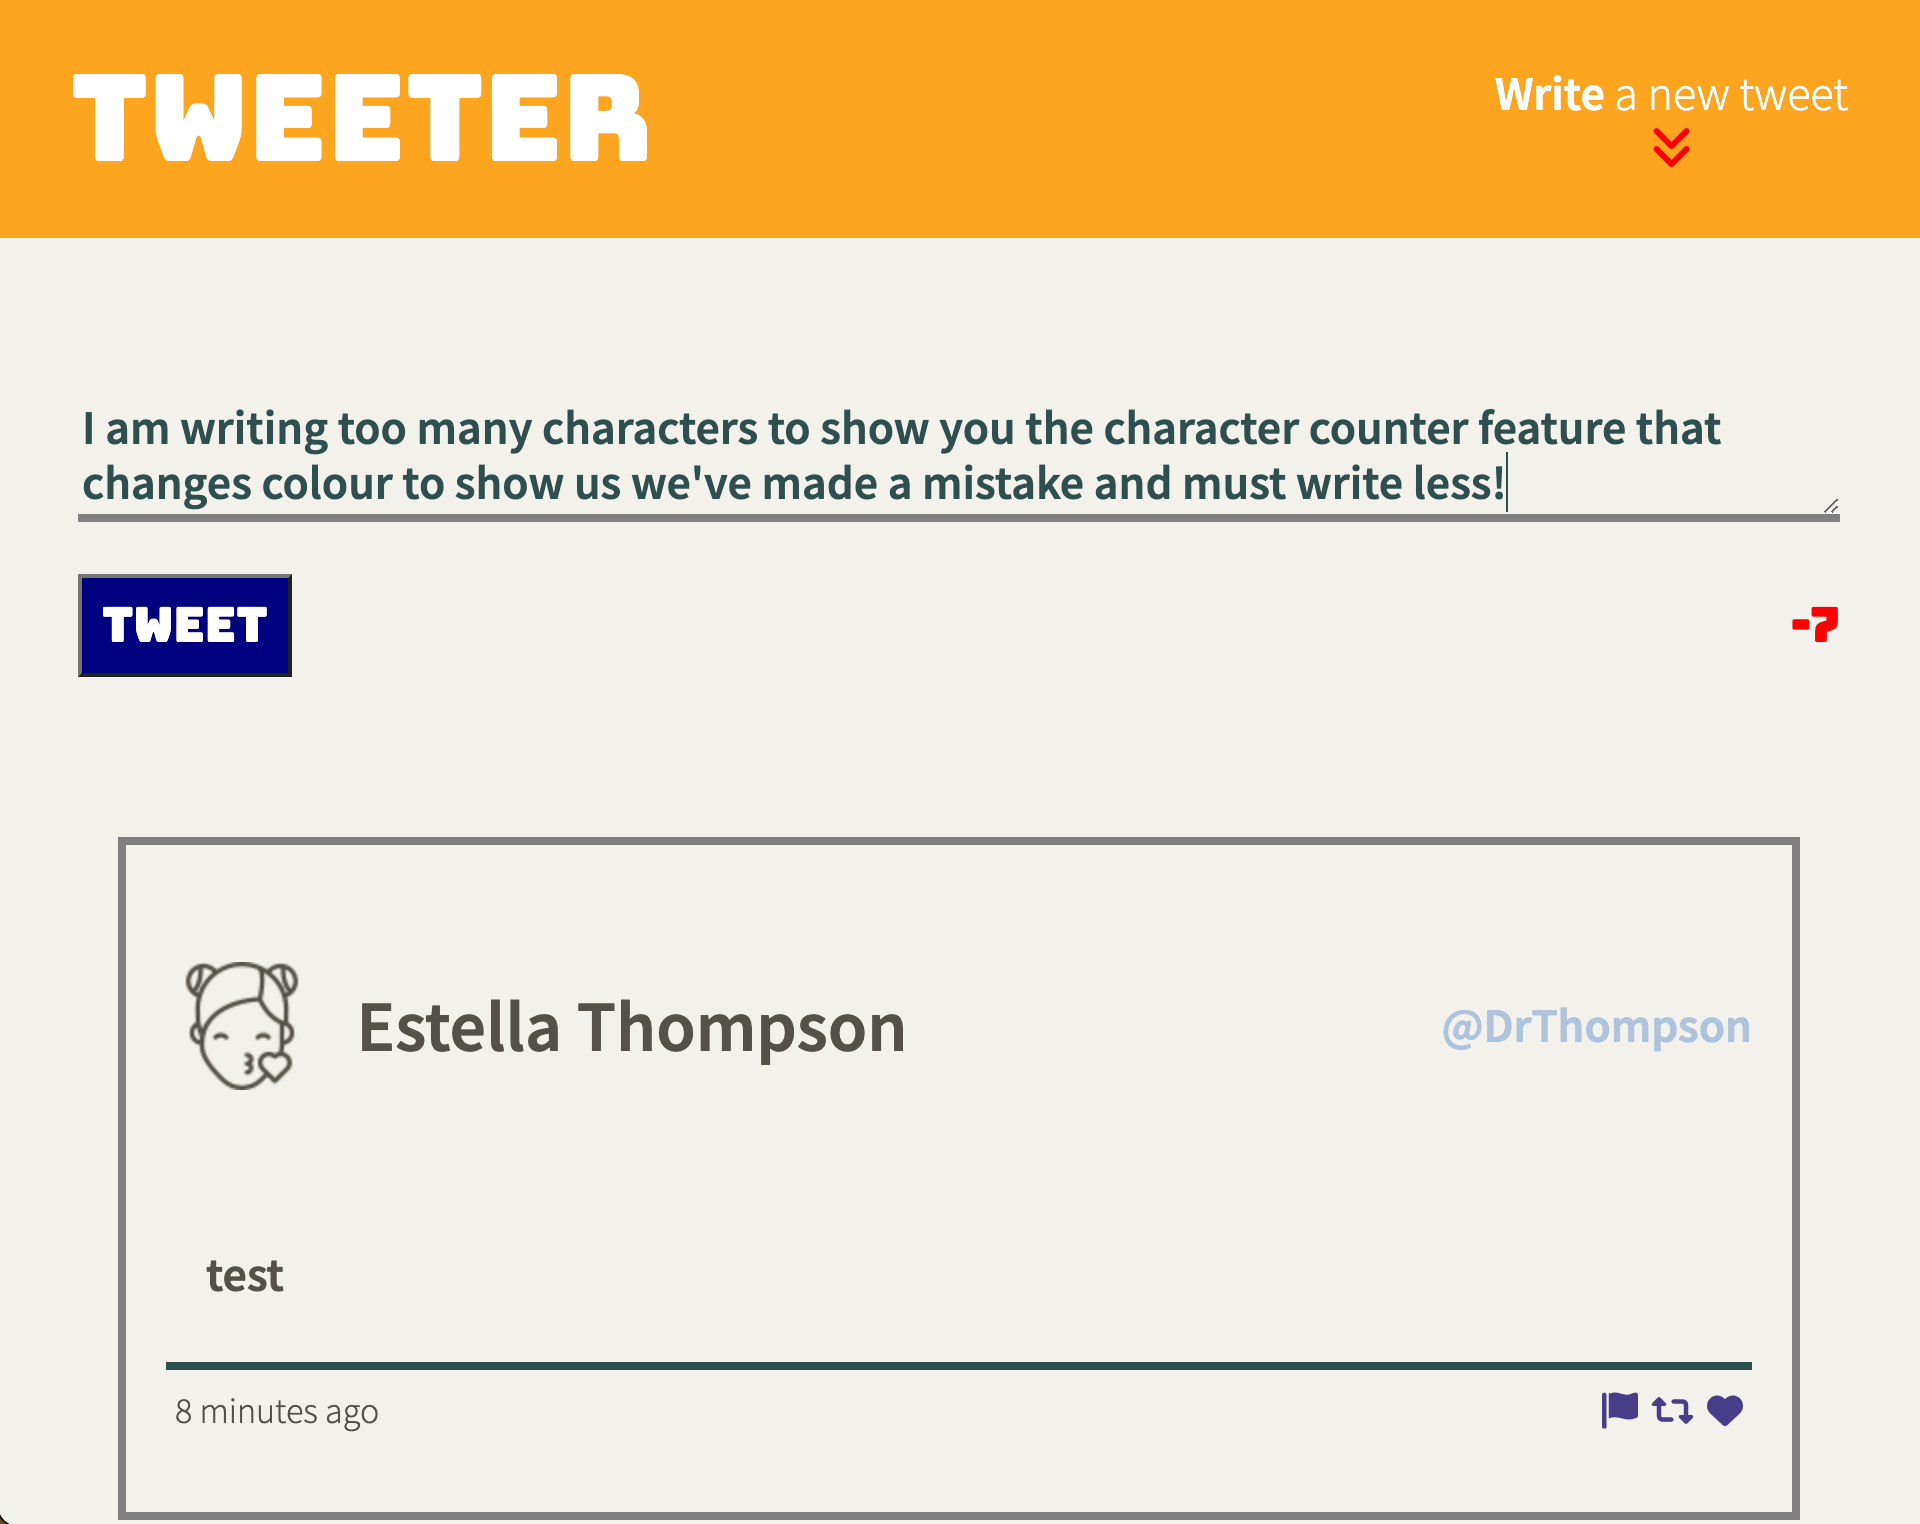 TWEETER
Write a new tweet
I am writing too many characters to show you the character counter feature that
changes colour to show us we've made a mistake and must write less!
TWEET
-7
Estella Thompson
@DrThompson
test
8 minutes ago